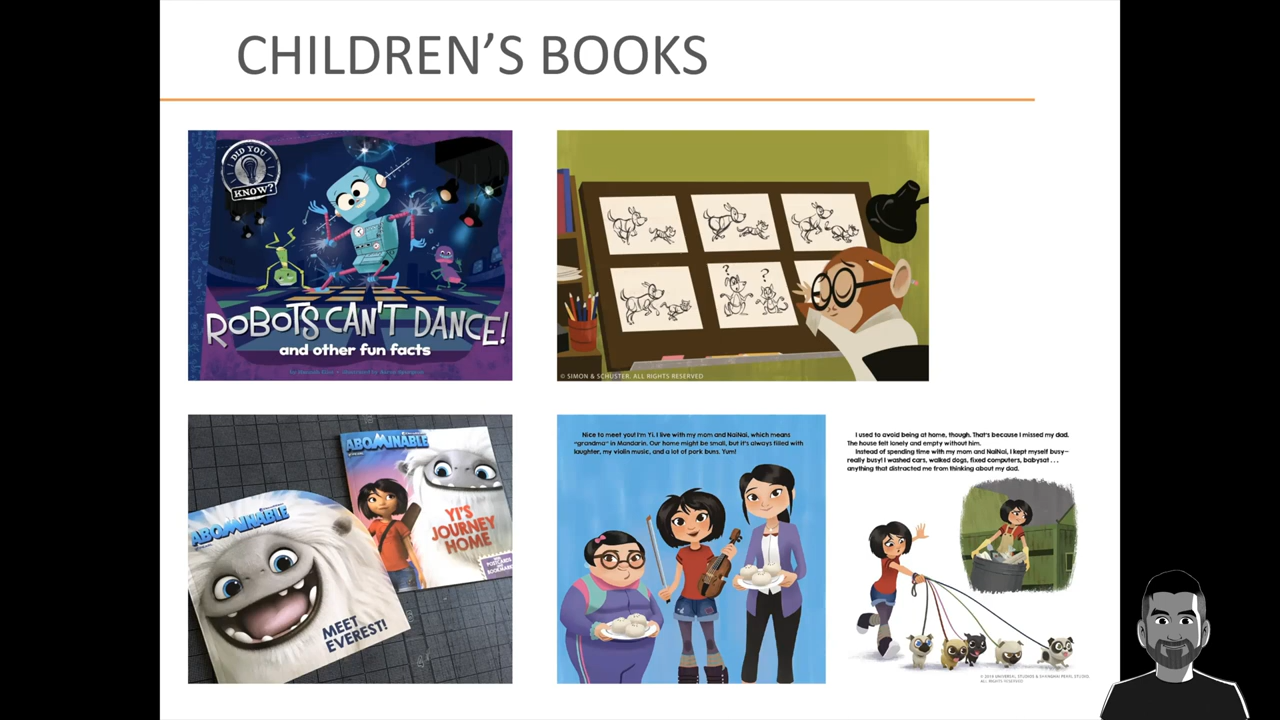 CHILDREN'S BOOKS
DID YOU
KNOW?
ROBOTS CAN'T DANCE!
and other fun facts
? ?
© SIMON & SCHUSTER. ALL RIGHTS RESERVED
ABOMINABLE
YI'S
JOURNEY
HOME
ABOMINABLE
MEET
EVEREST!
Nice to meet you! I'm Yi. I live with my mom and NaiNai, which means
"grandma" in Mandarin. Our home might be small, but it's always filled with
laughter, my violin music, and a lot of pork buns. Yum!
I used to avoid being at home, though. That's because I missed my dad.
The house felt lonely and empty without him.
Instead of spending time with my mom and NaiNai, I kept myself busy—
really busy! I washed cars, walked dogs, fixed computers, babysat . . .
anything that distracted me from thinking about my dad.
ALL RIGHTS RESERVED